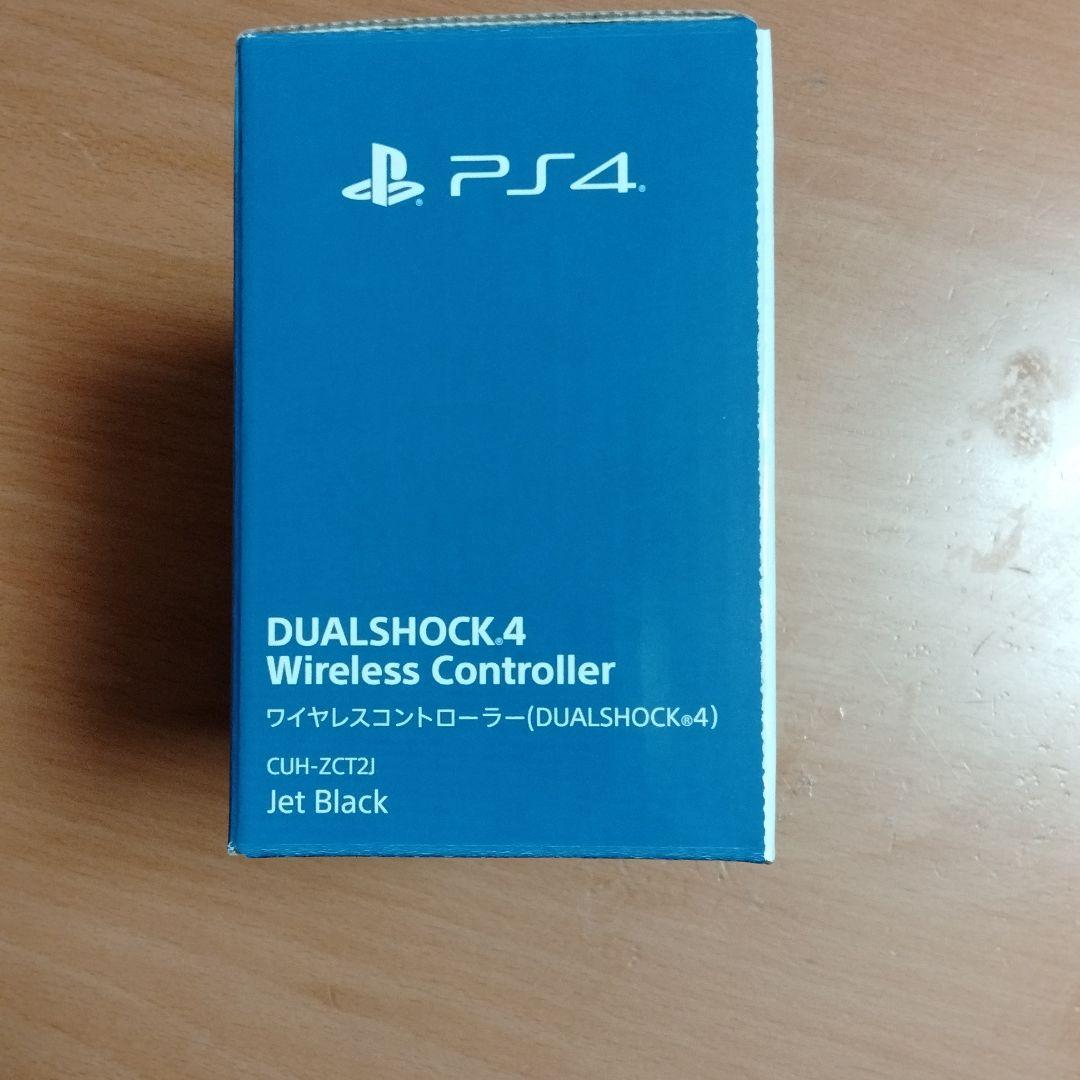 PS4®
DUALSHOCK®4
Wireless Controller
ワイヤレスコントローラー(DUALSHOCK®4)
CUH-ZCT2J
Jet Black